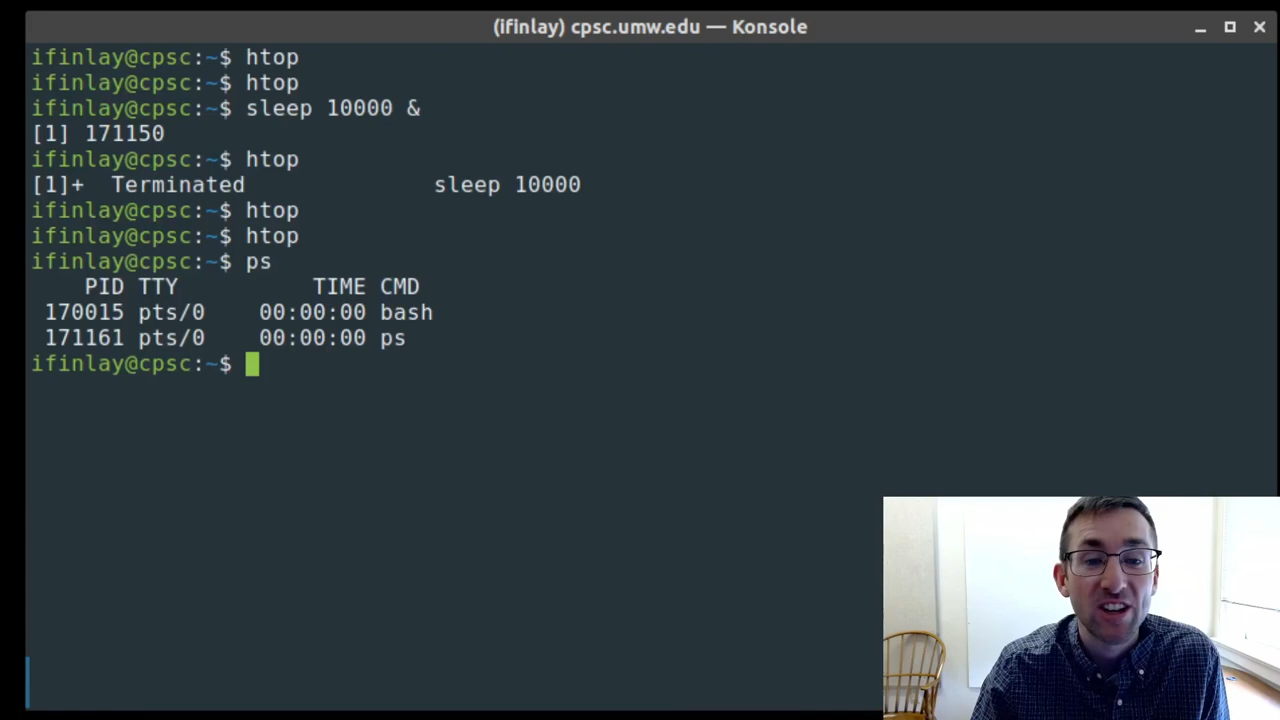 (ifinlay) cpsc.umw.edu — Konsole
ifinlay@cpsc:~$ htop
ifinlay@cpsc:~$ htop
ifinlay@cpsc:~$ sleep 10000 &
[1] 171150
ifinlay@cpsc:~$ htop
[1]+  Terminated              sleep 10000
ifinlay@cpsc:~$ htop
ifinlay@cpsc:~$ htop
ifinlay@cpsc:~$ ps
    PID TTY          TIME CMD
 170015 pts/0    00:00:00 bash
 171161 pts/0    00:00:00 ps
ifinlay@cpsc:~$